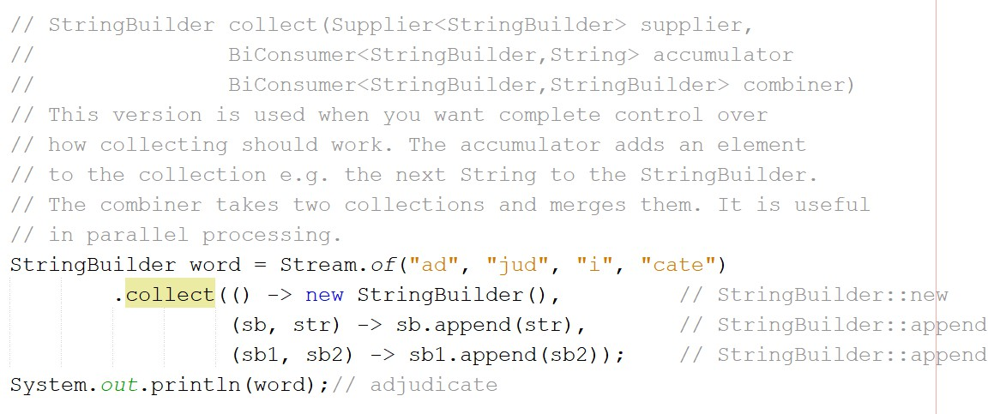 // StringBuilder collect(Supplier<StringBuilder> supplier,
//                 BiConsumer<StringBuilder,String> accumulator
//                 BiConsumer<StringBuilder,StringBuilder> combiner)
// This version is used when you want complete control over
// how collecting should work. The accumulator adds an element
// to the collection e.g. the next String to the StringBuilder.
// The combiner takes two collections and merges them. It is useful
// in parallel processing.
StringBuilder word = Stream.of("ad", "jud", "i", "cate")
        .collect(() -> new StringBuilder(),         // StringBuilder::new
                 (sb, str) -> sb.append(str),       // StringBuilder::append
                 (sb1, sb2) -> sb1.append(sb2));    // StringBuilder::append
System.out.println(word);// adjudicate